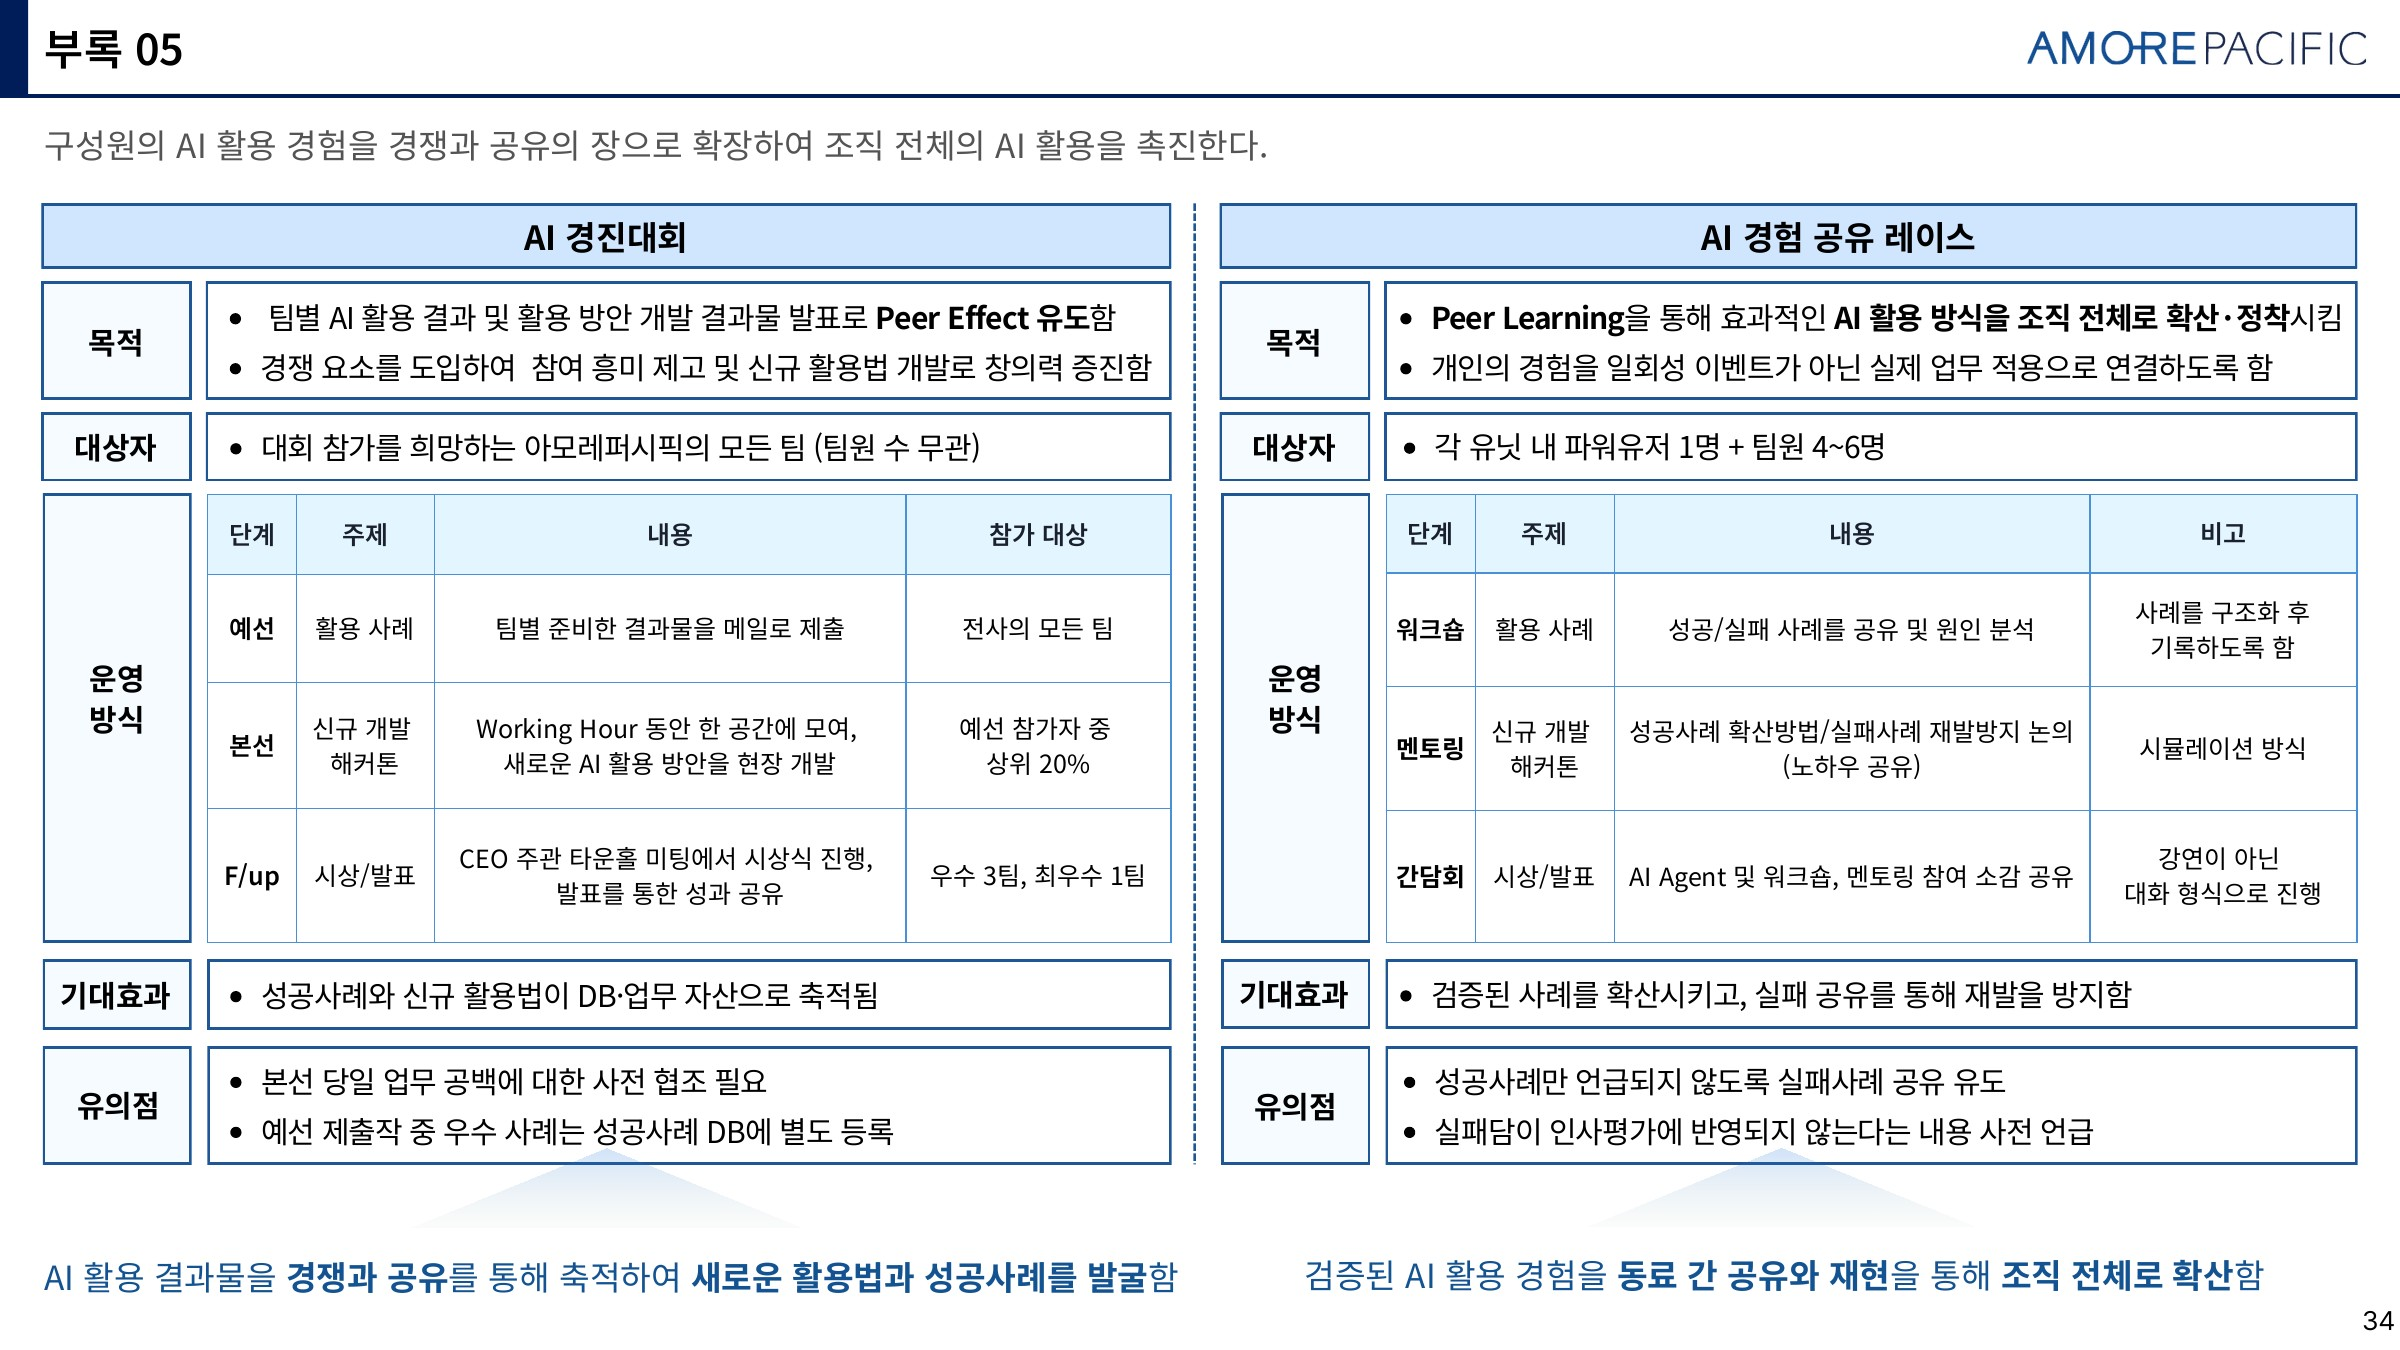 부록 05
AMOREPACIFIC
구성원의 AI 활용 경험을 경쟁과 공유의 장으로 확장하여 조직 전체의 AI 활용을 촉진한다.
AI 경진대회
목적
• 팀별 AI 활용 결과 및 활용 방안 개발 결과물 발표로 Peer Effect 유도함
• 경쟁 요소를 도입하여 참여 흥미 제고 및 신규 활용법 개발로 창의력 증진함
대상자
• 대회 참가를 희망하는 아모레퍼시픽의 모든 팀 (팀원 수 무관)
운영
방식
단계 주제 내용 참가 대상
예선 활용 사례 팀별 준비한 결과물을 메일로 제출 전사의 모든 팀
본선
신규 개발
해커톤
Working Hour 동안 한 공간에 모여,
새로운 AI 활용 방안을 현장 개발
예선 참가자 중
상위 20%
F/up 시상/발표
CEO 주관 타운홀 미팅에서 시상식 진행,
발표를 통한 성과 공유
우수 3팀, 최우수 1팀
기대효과
• 성공사례와 신규 활용법이 DB·업무 자산으로 축적됨
유의점
• 본선 당일 업무 공백에 대한 사전 협조 필요
• 예선 제출작 중 우수 사례는 성공사례 DB에 별도 등록
AI 활용 결과물을 경쟁과 공유를 통해 축적하여 새로운 활용법과 성공사례를 발굴함
AI 경험 공유 레이스
목적
• Peer Learning을 통해 효과적인 AI 활용 방식을 조직 전체로 확산·정착시킴
• 개인의 경험을 일회성 이벤트가 아닌 실제 업무 적용으로 연결하도록 함
대상자
• 각 유닛 내 파워유저 1명 + 팀원 4~6명
운영
방식
단계 주제 내용 비고
워크숍 활용 사례 성공/실패 사례를 공유 및 원인 분석
사례를 구조화 후
기록하도록 함
멘토링
신규 개발
해커톤
성공사례 확산방법/실패사례 재발방지 논의
(노하우 공유)
시뮬레이션 방식
간담회 시상/발표 AI Agent 및 워크숍, 멘토링 참여 소감 공유
강연이 아닌
대화 형식으로 진행
기대효과
• 검증된 사례를 확산시키고, 실패 공유를 통해 재발을 방지함
유의점
• 성공사례만 언급되지 않도록 실패사례 공유 유도
• 실패담이 인사평가에 반영되지 않는다는 내용 사전 언급
검증된 AI 활용 경험을 동료 간 공유와 재현을 통해 조직 전체로 확산함
34